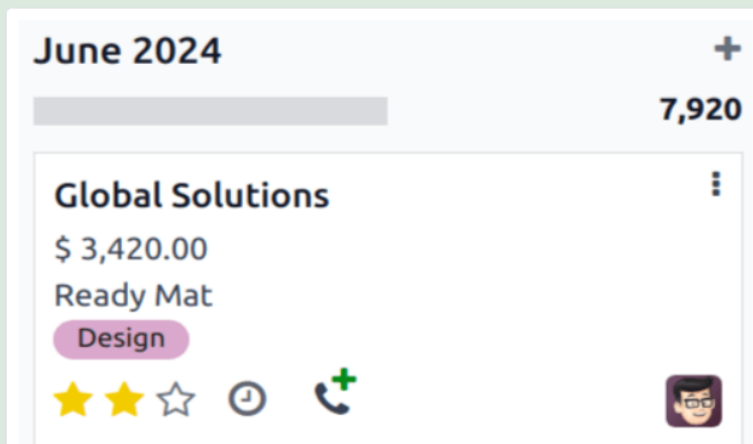 June 2024
7,920
Global Solutions
$ 3,420.00
Ready Mat
Design